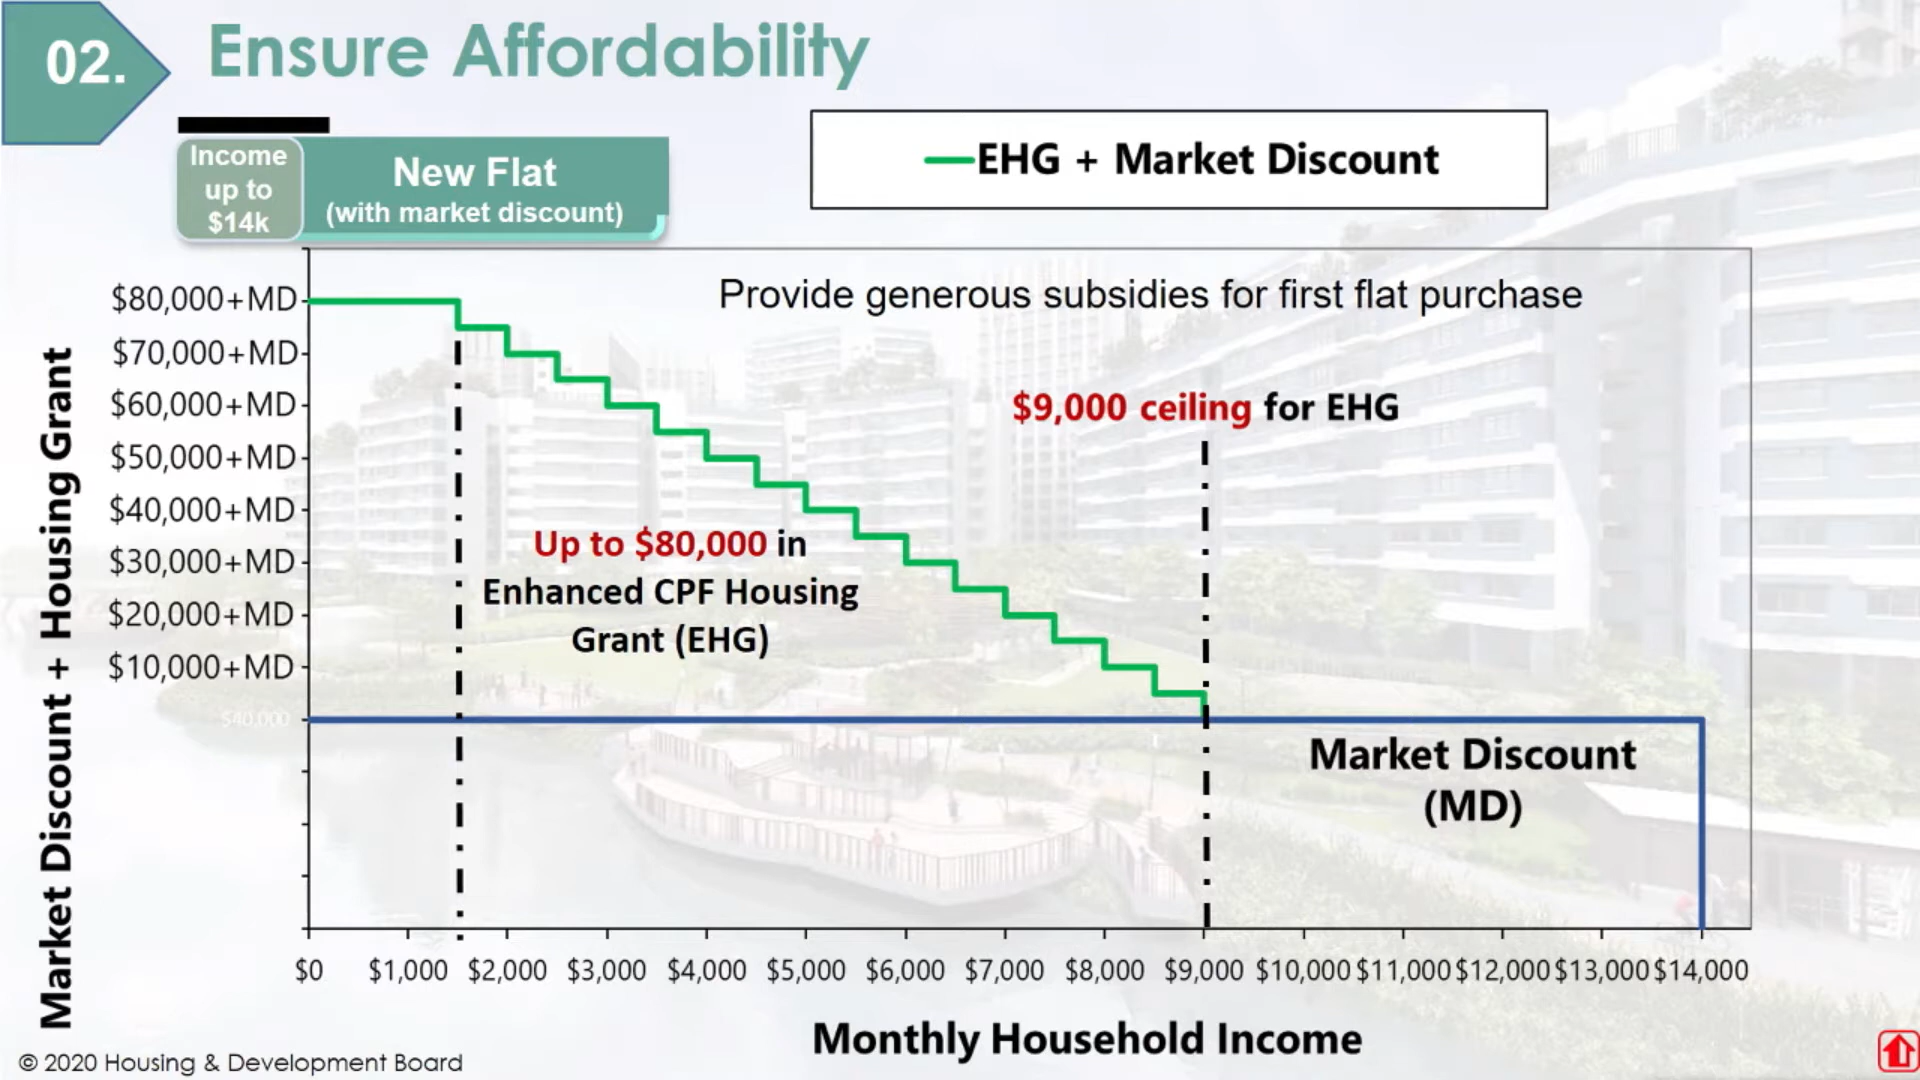 02.
Ensure Affordability
Income
up to
$14k
New Flat
(with market discount)
EHG + Market Discount
Provide generous subsidies for first flat purchase
Market Discount + Housing Grant
$80,000+MD
$70,000+MD
$60,000+MD
$50,000+MD
$40,000+MD
$30,000+MD
$20,000+MD
$10,000+MD
$40,000
$9,000 ceiling for EHG
Up to $80,000 in
Enhanced CPF Housing
Grant (EHG)
Market Discount
(MD)
$0 $1,000 $2,000 $3,000 $4,000 $5,000 $6,000 $7,000 $8,000 $9,000 $10,000 $11,000 $12,000 $13,000 $14,000
Monthly Household Income
© 2020 Housing & Development Board